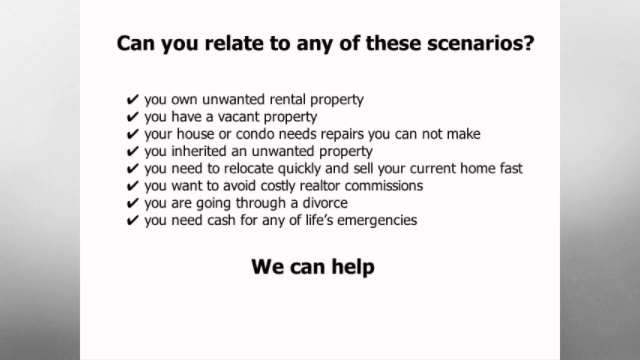 Can you relate to any of these scenarios?
✔ you own unwanted rental property
✔ you have a vacant property
✔ your house or condo needs repairs you can not make
✔ you inherited an unwanted property
✔ you need to relocate quickly and sell your current home fast
✔ you want to avoid costly realtor commissions
✔ you are going through a divorce
✔ you need cash for any of life’s emergencies
We can help